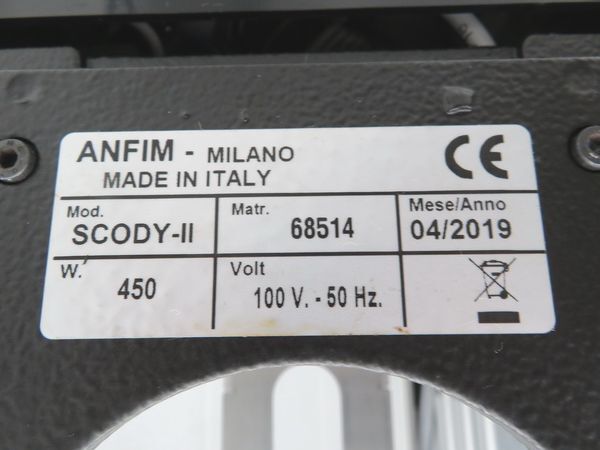 ANFIM - MILANO
MADE IN ITALY
CE
Mod. SCODY-II
Matr. 68514
Mese/Anno 04/2019
W. 450
Volt 100 V. - 50 Hz.